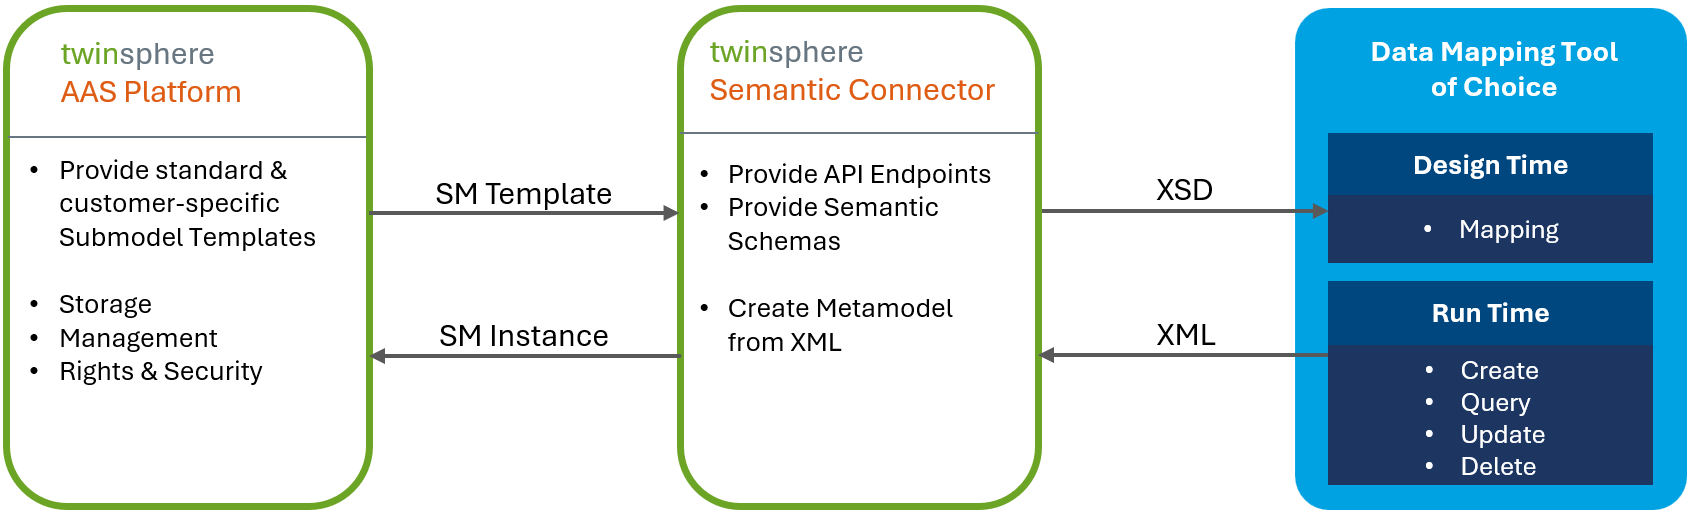 twinsphere
AAS Platform
• Provide standard &
customer-specific
Submodel Templates
• Storage
• Management
• Rights & Security
SM Template
SM Instance
twinsphere
Semantic Connector
• Provide API Endpoints
• Provide Semantic
Schemas
• Create Metamodel
from XML
XSD
XML
Data Mapping Tool
of Choice
Design Time
• Mapping
Run Time
• Create
• Query
• Update
• Delete